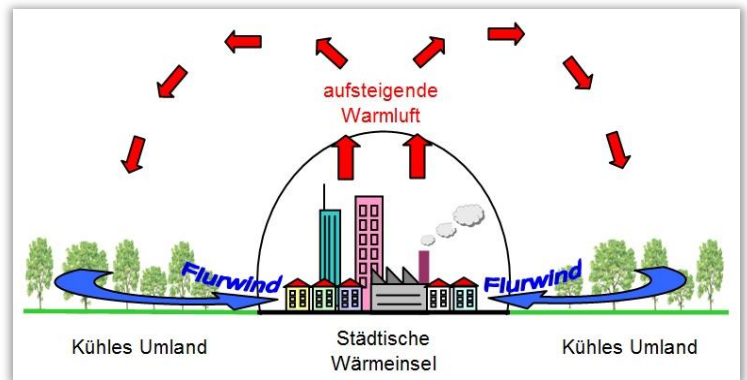 aufsteigende
Warmluft
Flurwind
Flurwind
Kühles Umland
Städtische
Wärmeinsel
Kühles Umland